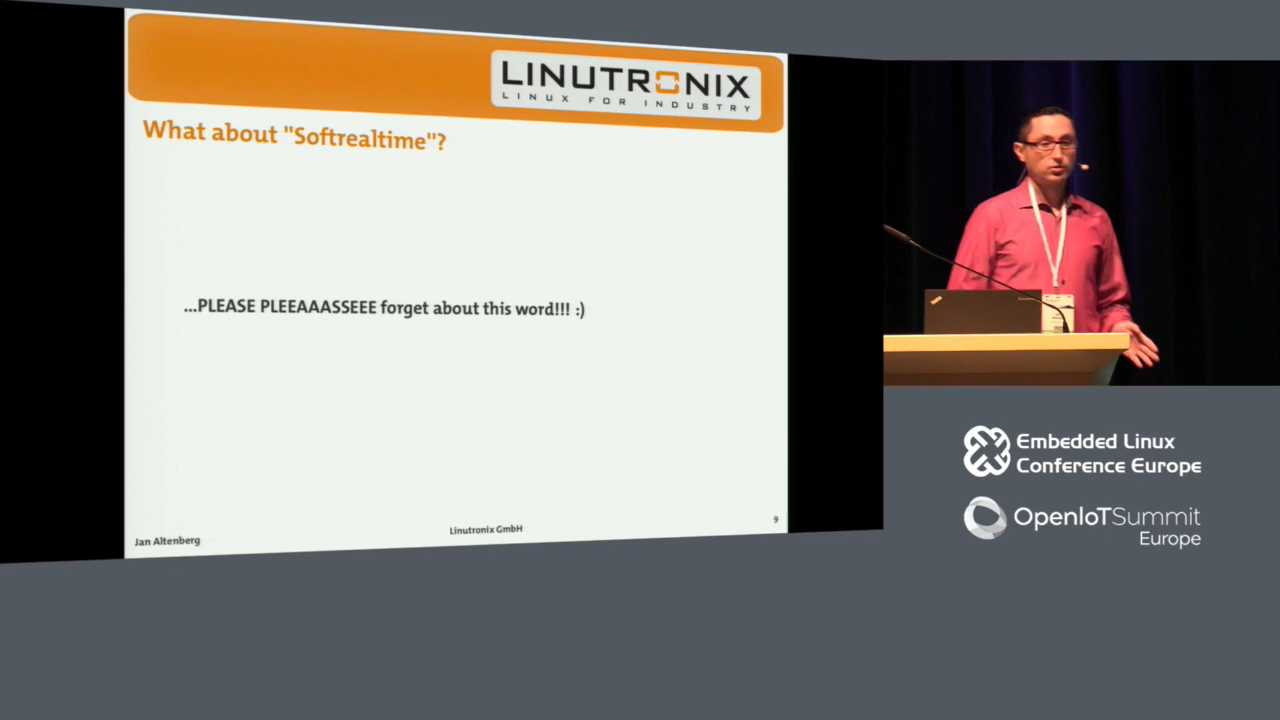 LINUTRONIX
LINUX FOR INDUSTRY
What about "Softrealtime"?
...PLEASE PLEEAAASSEEE forget about this word!!! :)
9
Linutronix GmbH
Jan Altenberg
Embedded Linux
Conference Europe
OpenIoTSummit
Europe